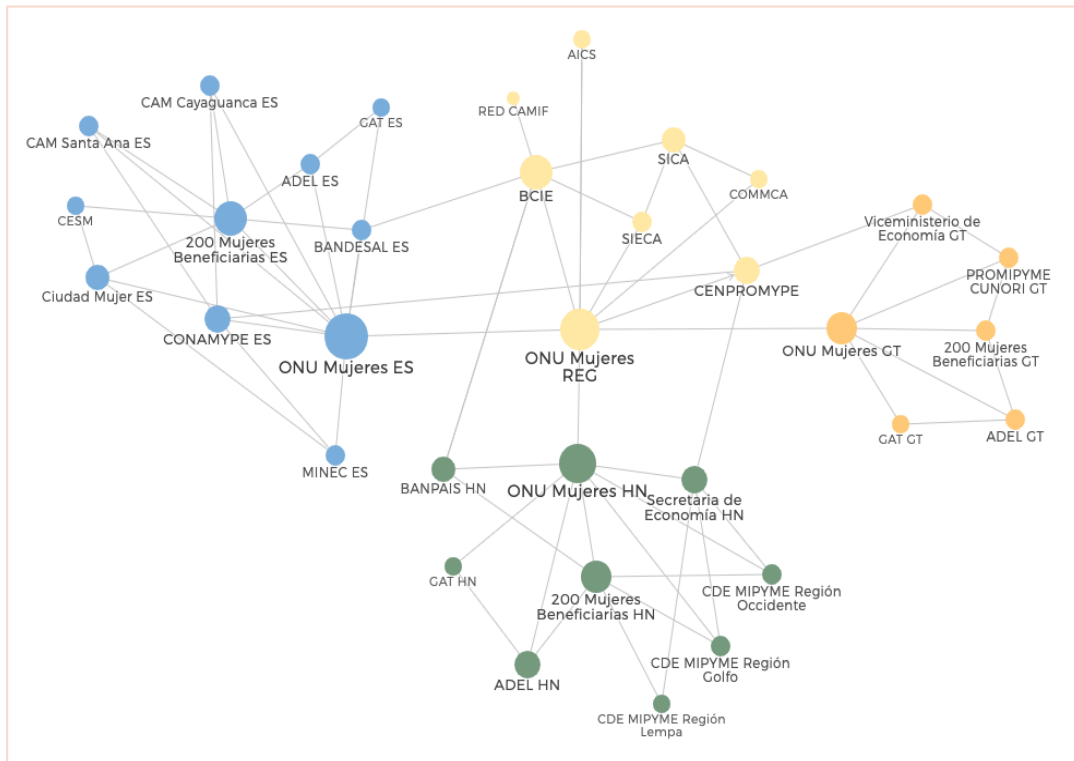 AICS
CAM Cayaguanca ES
RED CAMIF
GAT ES
CAM Santa Ana ES
SICA
ADEL ES
COMMCA
BCIE
CESM
Viceministerio de
Economía GT
200 Mujeres
Beneficiarias ES
BANDESAL ES
SIECA
PROMIPYME
CUNORI GT
Ciudad Mujer ES
CENPROMYPE
CONAMYPE ES
ONU Mujeres ES
ONU Mujeres
REG
ONU Mujeres GT
200 Mujeres
Beneficiarias GT
GAT GT
ADEL GT
MINEC ES
BANPAIS HN
ONU Mujeres HN
Secretaria de
Economía HN
GAT HN
200 Mujeres
Beneficiarias HN
CDE MIPYME Región
Occidente
CDE MIPYME Región
Golfo
ADEL HN
CDE MIPYME Región
Lempa